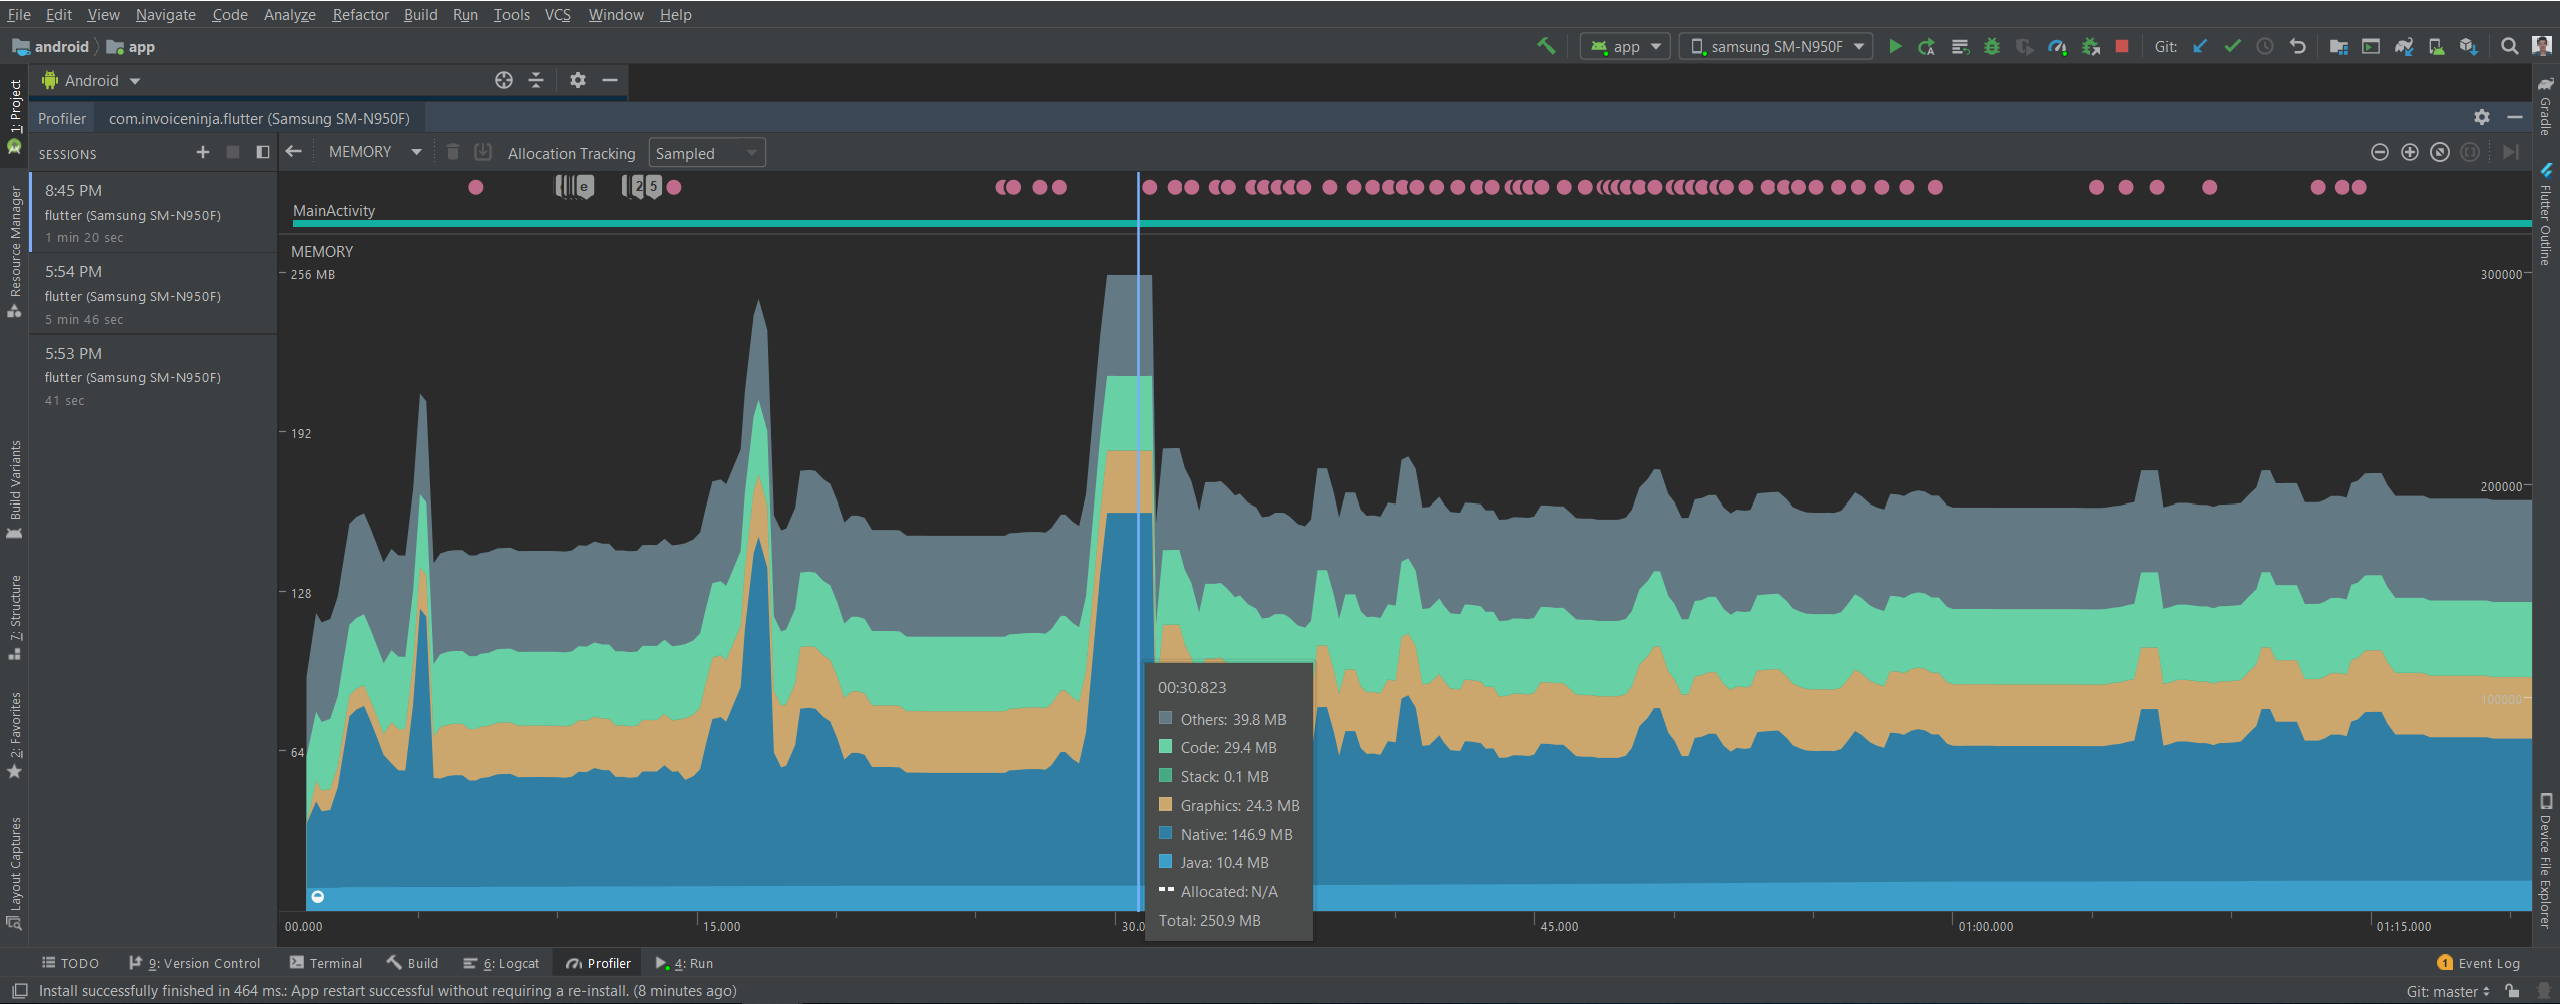 File Edit View Navigate Code Analyze Refactor Build Run Tools VCS Window Help
android app
app samsung SM-N950F Git:
Android
Profiler com.invoiceninja.flutter (Samsung SM-N950F)
SESSIONS MEMORY Allocation Tracking Sampled
8:45 PM
flutter (Samsung SM-N950F)
1 min 20 sec
5:54 PM
flutter (Samsung SM-N950F)
5 min 46 sec
5:53 PM
flutter (Samsung SM-N950F)
41 sec
e 2 5
MainActivity
MEMORY
256 MB
192
128
64
300000
200000
100000
00:30.823
Others: 39.8 MB
Code: 29.4 MB
Stack: 0.1 MB
Graphics: 24.3 MB
Native: 146.9 MB
Java: 10.4 MB
Allocated: N/A
Total: 250.9 MB
00.000 15.000 30.0 45.000 01:00.000 01:15.000
1: Project
Resource Manager
Build Variants
7: Structure
2: Favorites
Layout Captures
Gradle
Flutter Outline
Device File Explorer
TODO 9: Version Control Terminal Build 6: Logcat Profiler 4: Run 1 Event Log
Install successfully finished in 464 ms.: App restart successful without requiring a re-install. (8 minutes ago) Git: master